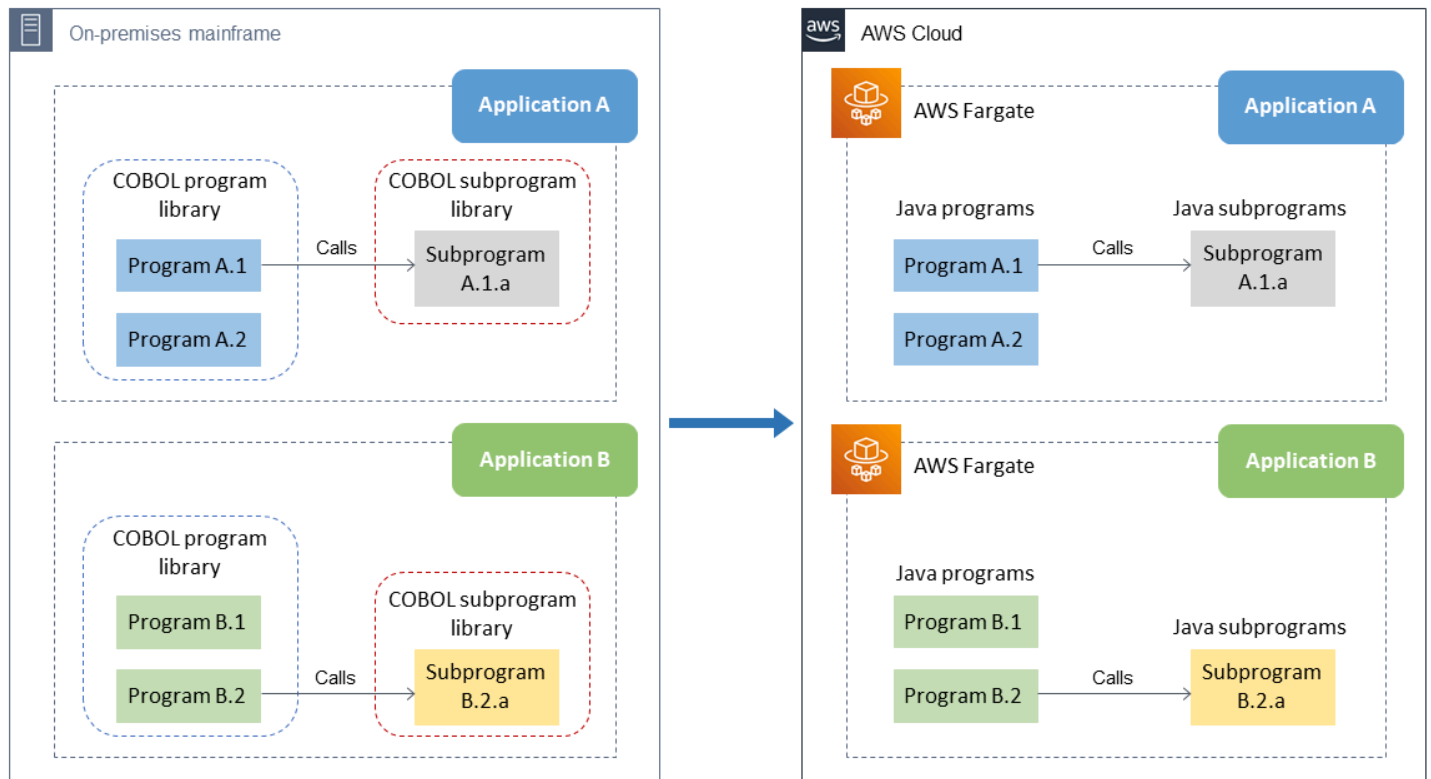 On-premises mainframe
Application A
COBOL program
library
COBOL subprogram
library
Program A.1
Calls
Subprogram
A.1.a
Program A.2
Application B
COBOL program
library
COBOL subprogram
library
Program B.1
Program B.2
Calls
Subprogram
B.2.a
aws
AWS Cloud
AWS Fargate
Application A
Java programs
Java subprograms
Program A.1
Calls
Subprogram
A.1.a
Program A.2
AWS Fargate
Application B
Java programs
Program B.1
Java subprograms
Program B.2
Calls
Subprogram
B.2.a